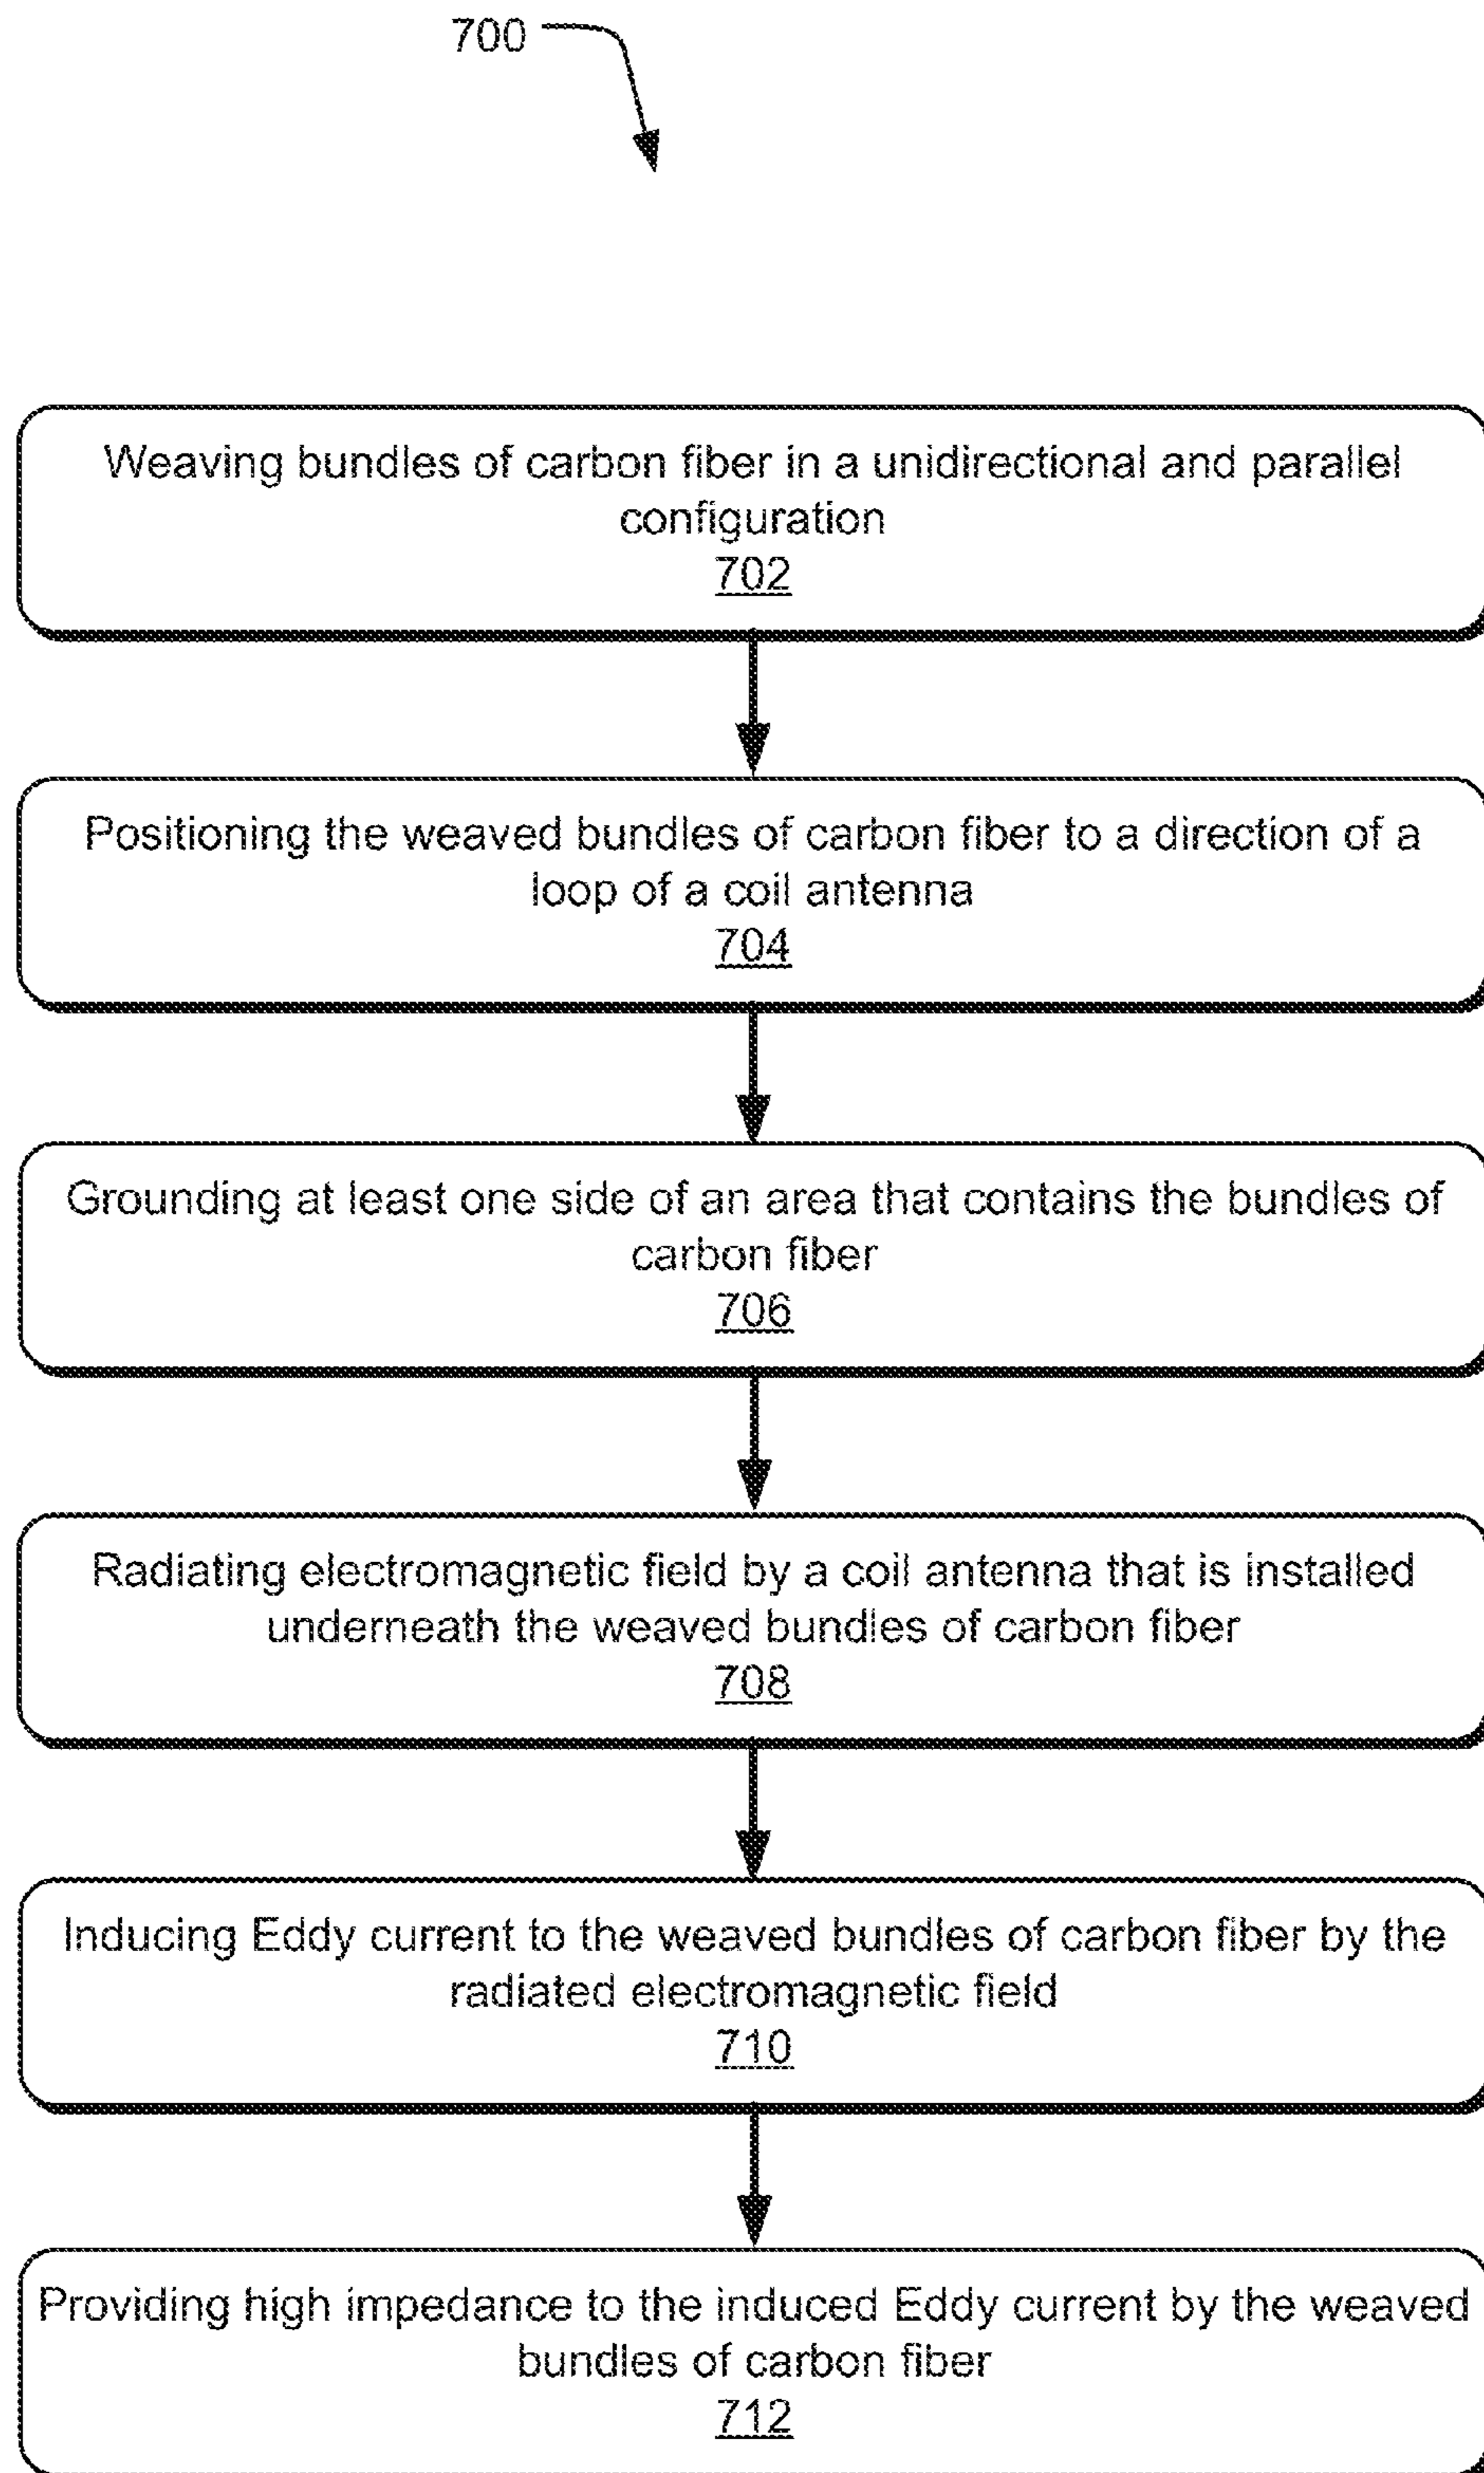 700
Weaving bundles of carbon fiber in a unidirectional and parallel
configuration
702
Positioning the weaved bundles of carbon fiber to a direction of a
loop of a coil antenna
704
Grounding at least one side of an area that contains the bundles of
carbon fiber
706
Radiating electromagnetic field by a coil antenna that is installed
underneath the weaved bundles of carbon fiber
708
Inducing Eddy current to the weaved bundles of carbon fiber by the
radiated electromagnetic field
710
Providing high impedance to the induced Eddy current by the weaved
bundles of carbon fiber
712